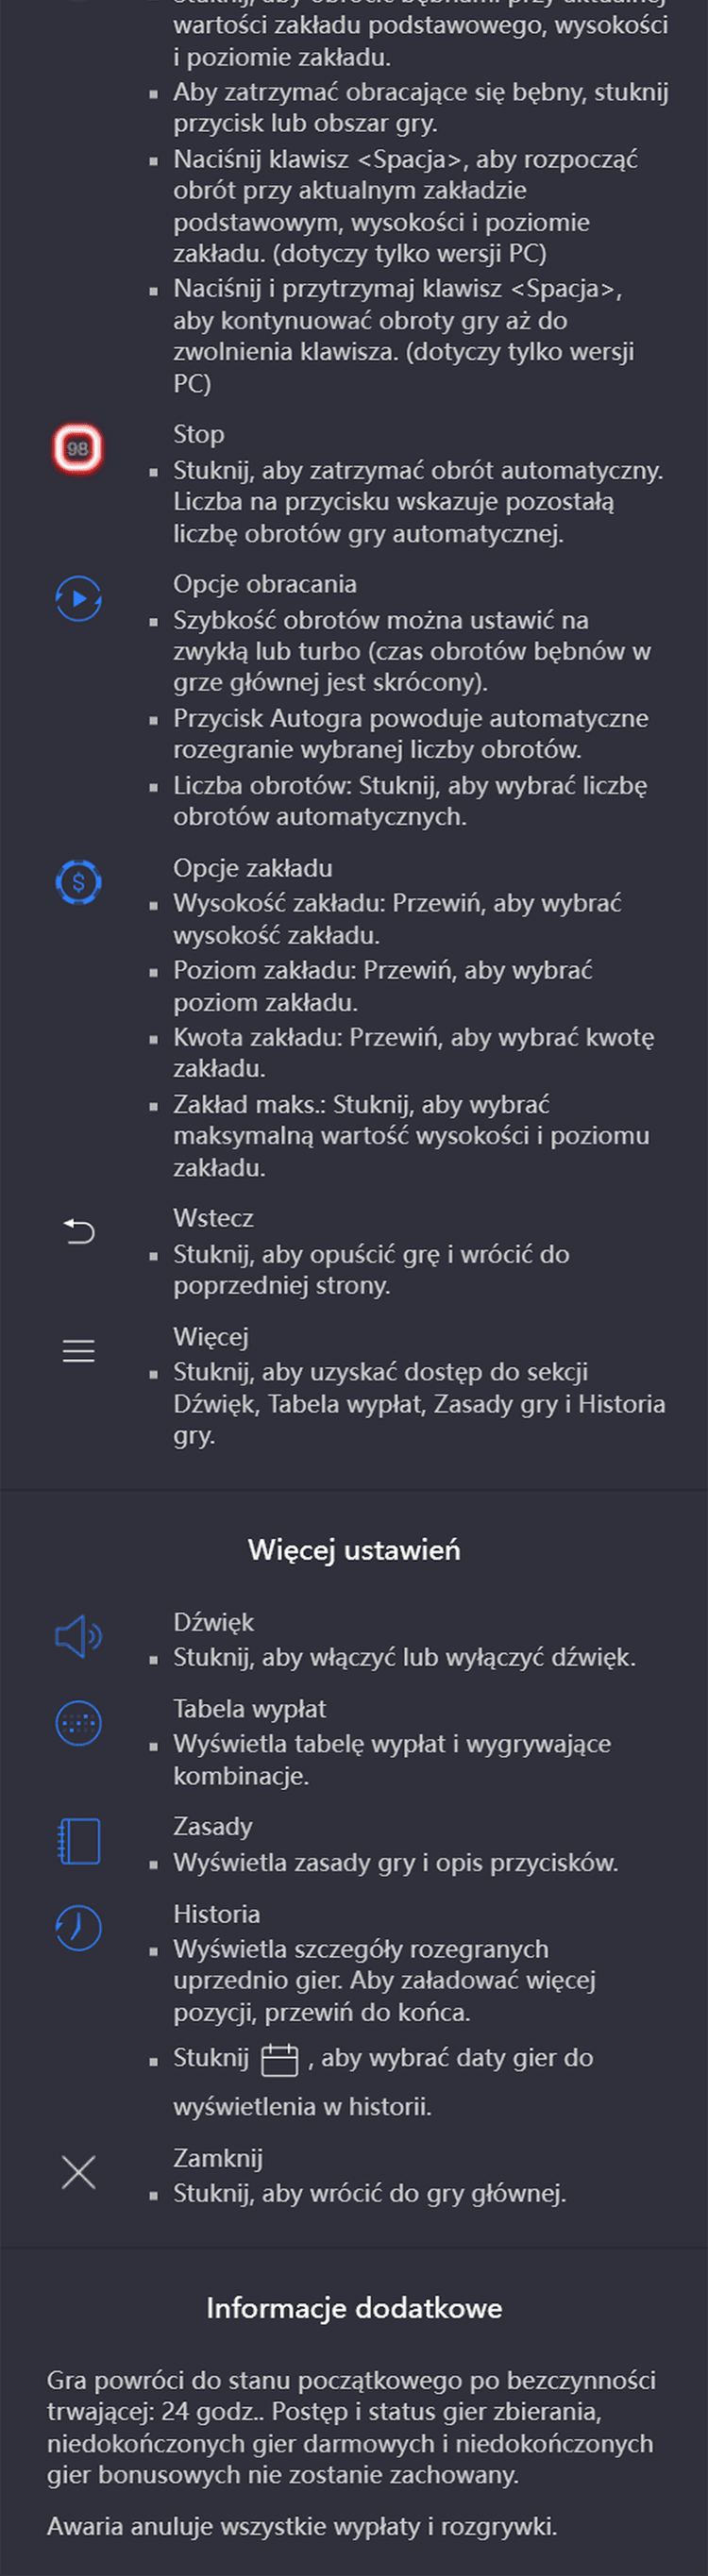 wartości zakładu podstawowego, wysokości
i poziomie zakładu.
Aby zatrzymać obracające się bębny, stuknij
przycisk lub obszar gry.
Naciśnij klawisz <Spacja>, aby rozpocząć
obrót przy aktualnym zakładzie
podstawowym, wysokości i poziomie
zakładu. (dotyczy tylko wersji PC)
Naciśnij i przytrzymaj klawisz <Spacja>,
aby kontynuować obroty gry aż do
zwolnienia klawisza. (dotyczy tylko wersji
PC)
98
Stop
Stuknij, aby zatrzymać obrót automatyczny.
Liczba na przycisku wskazuje pozostałą
liczbę obrotów gry automatycznej.
Opcje obracania
Szybkość obrotów można ustawić na
zwykłą lub turbo (czas obrotów bębnów w
grze głównej jest skrócony).
Przycisk Autogra powoduje automatyczne
rozegranie wybranej liczby obrotów.
Liczba obrotów: Stuknij, aby wybrać liczbę
obrotów automatycznych.
$
Opcje zakładu
Wysokość zakładu: Przewiń, aby wybrać
wysokość zakładu.
Poziom zakładu: Przewiń, aby wybrać
poziom zakładu.
Kwota zakładu: Przewiń, aby wybrać kwotę
zakładu.
Zakład maks.: Stuknij, aby wybrać
maksymalną wartość wysokości i poziomu
zakładu.
Wstecz
Stuknij, aby opuścić grę i wrócić do
poprzedniej strony.
Więcej
Stuknij, aby uzyskać dostęp do sekcji
Dźwięk, Tabela wypłat, Zasady gry i Historia
gry.
Więcej ustawień
Dźwięk
Stuknij, aby włączyć lub wyłączyć dźwięk.
Tabela wypłat
Wyświetla tabelę wypłat i wygrywające
kombinacje.
Zasady
Wyświetla zasady gry i opis przycisków.
Historia
Wyświetla szczegóły rozegranych
uprzednio gier. Aby załadować więcej
pozycji, przewiń do końca.
Stuknij , aby wybrać daty gier do
wyświetlenia w historii.
Zamknij
Stuknij, aby wrócić do gry głównej.
Informacje dodatkowe
Gra powróci do stanu początkowego po bezczynności
trwającej: 24 godz.. Postęp i status gier zbierania,
niedokończonych gier darmowych i niedokończonych
gier bonusowych nie zostanie zachowany.
Awaria anuluje wszystkie wypłaty i rozgrywki.